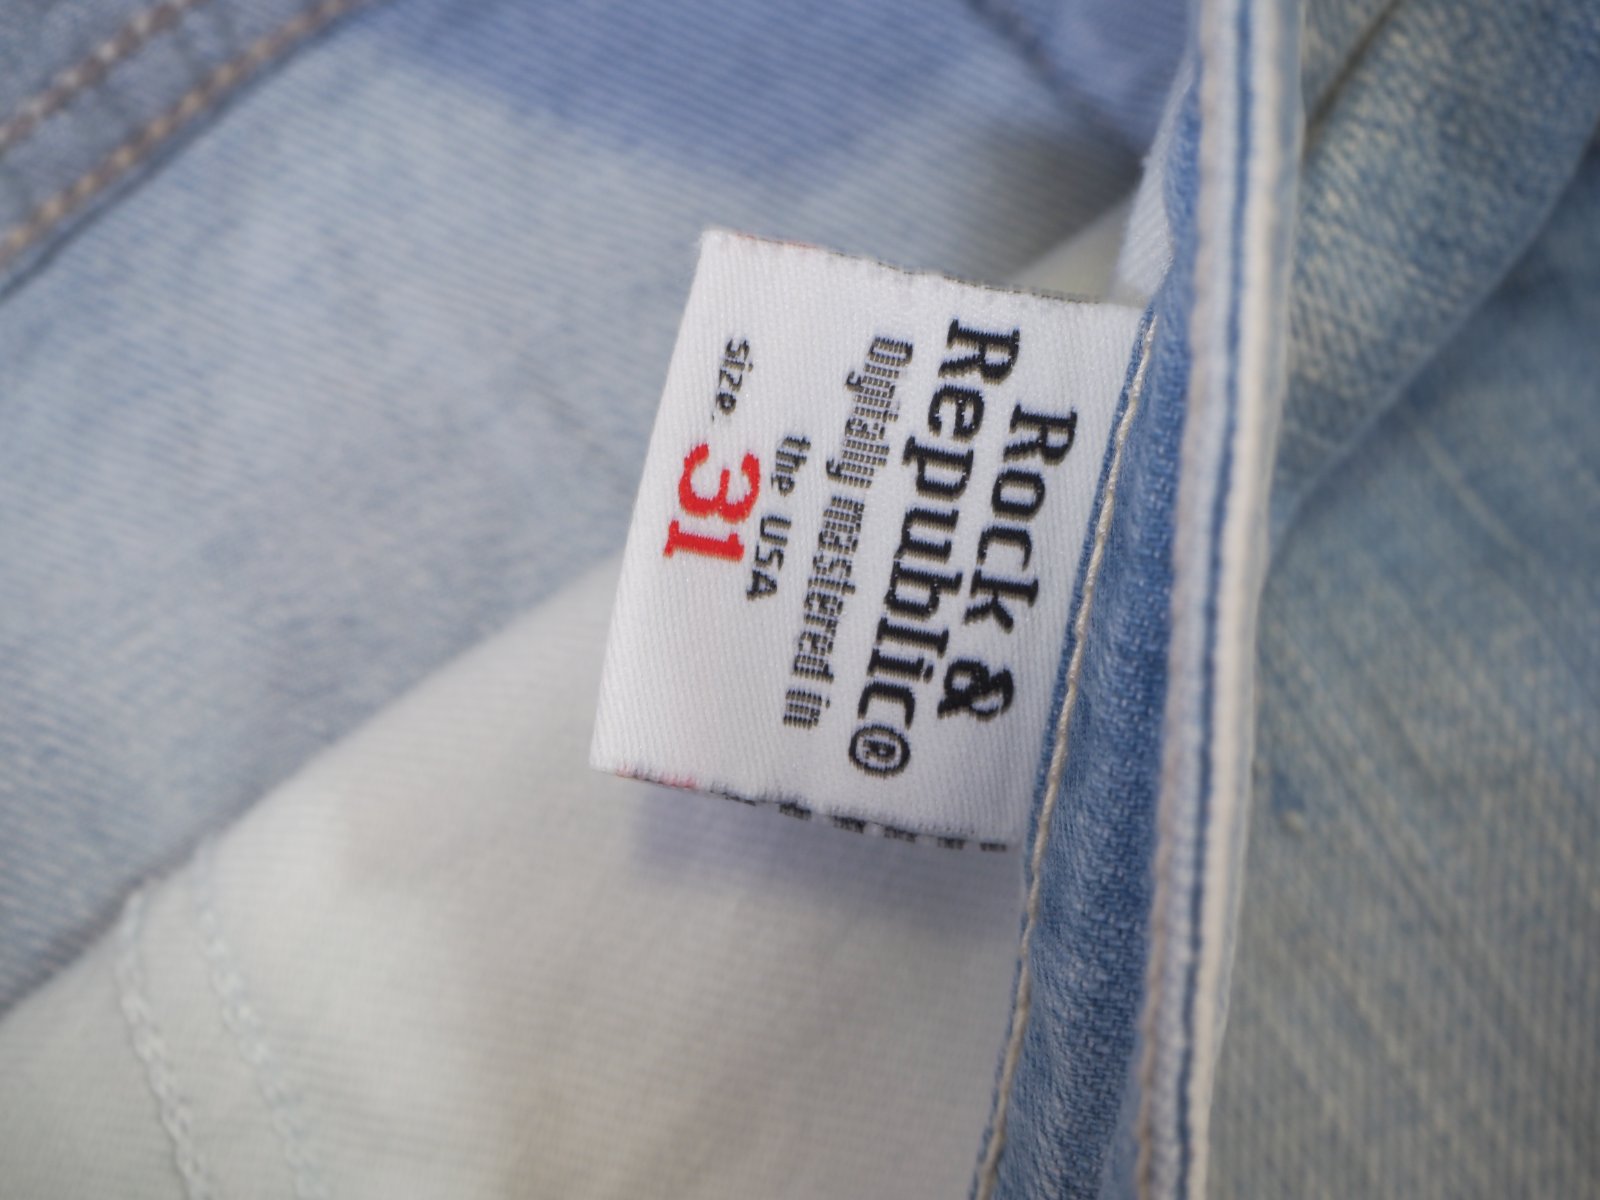 Rock &
Republic®
Digitally mastered in
the USA
size. 31